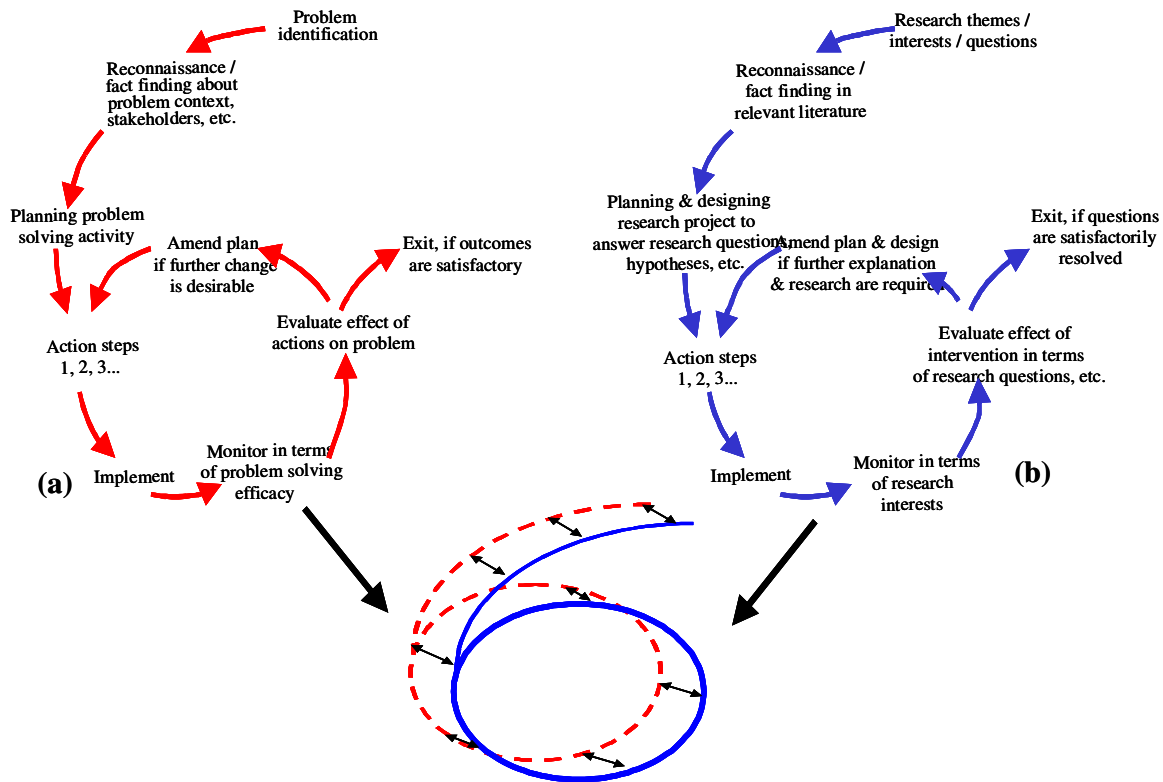 Problem
identification
Reconnaissance /
fact finding about
problem context,
stakeholders, etc.
Planning problem
solving activity
Amend plan
if further change
is desirable
Exit, if outcomes
are satisfactory
Action steps
1, 2, 3...
Evaluate effect of
actions on problem
Implement
Monitor in terms
of problem solving
efficacy
(a)
Research themes /
interests / questions
Reconnaissance /
fact finding in
relevant literature
Planning & designing
research project to
answer research questions,
hypotheses, etc.
Amend plan & design
if further explanation
& research are required
Exit, if questions
are satisfactorily
resolved
Action steps
1, 2, 3...
Evaluate effect of
intervention in terms
of research questions, etc.
Implement
Monitor in terms
of research
interests
(b)